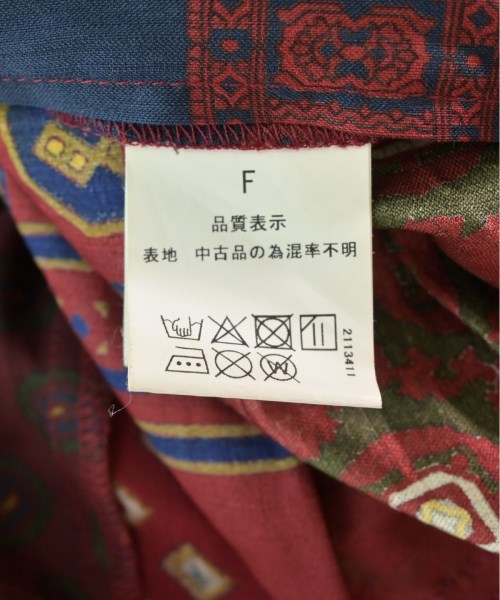 F
品質表示
表地 中古品の為混率不明
W
2113411